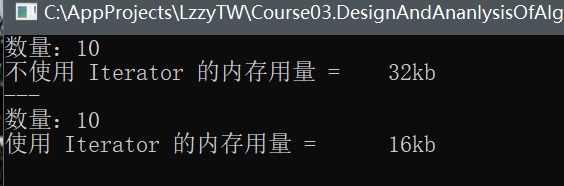 C:\AppProjects\LzzyTW\Course03.DesignAndAnanlysisOfAlg
数量：10
不使用 Iterator 的内存用量 =    32kb
---
数量：10
使用 Iterator 的内存用量 =      16kb